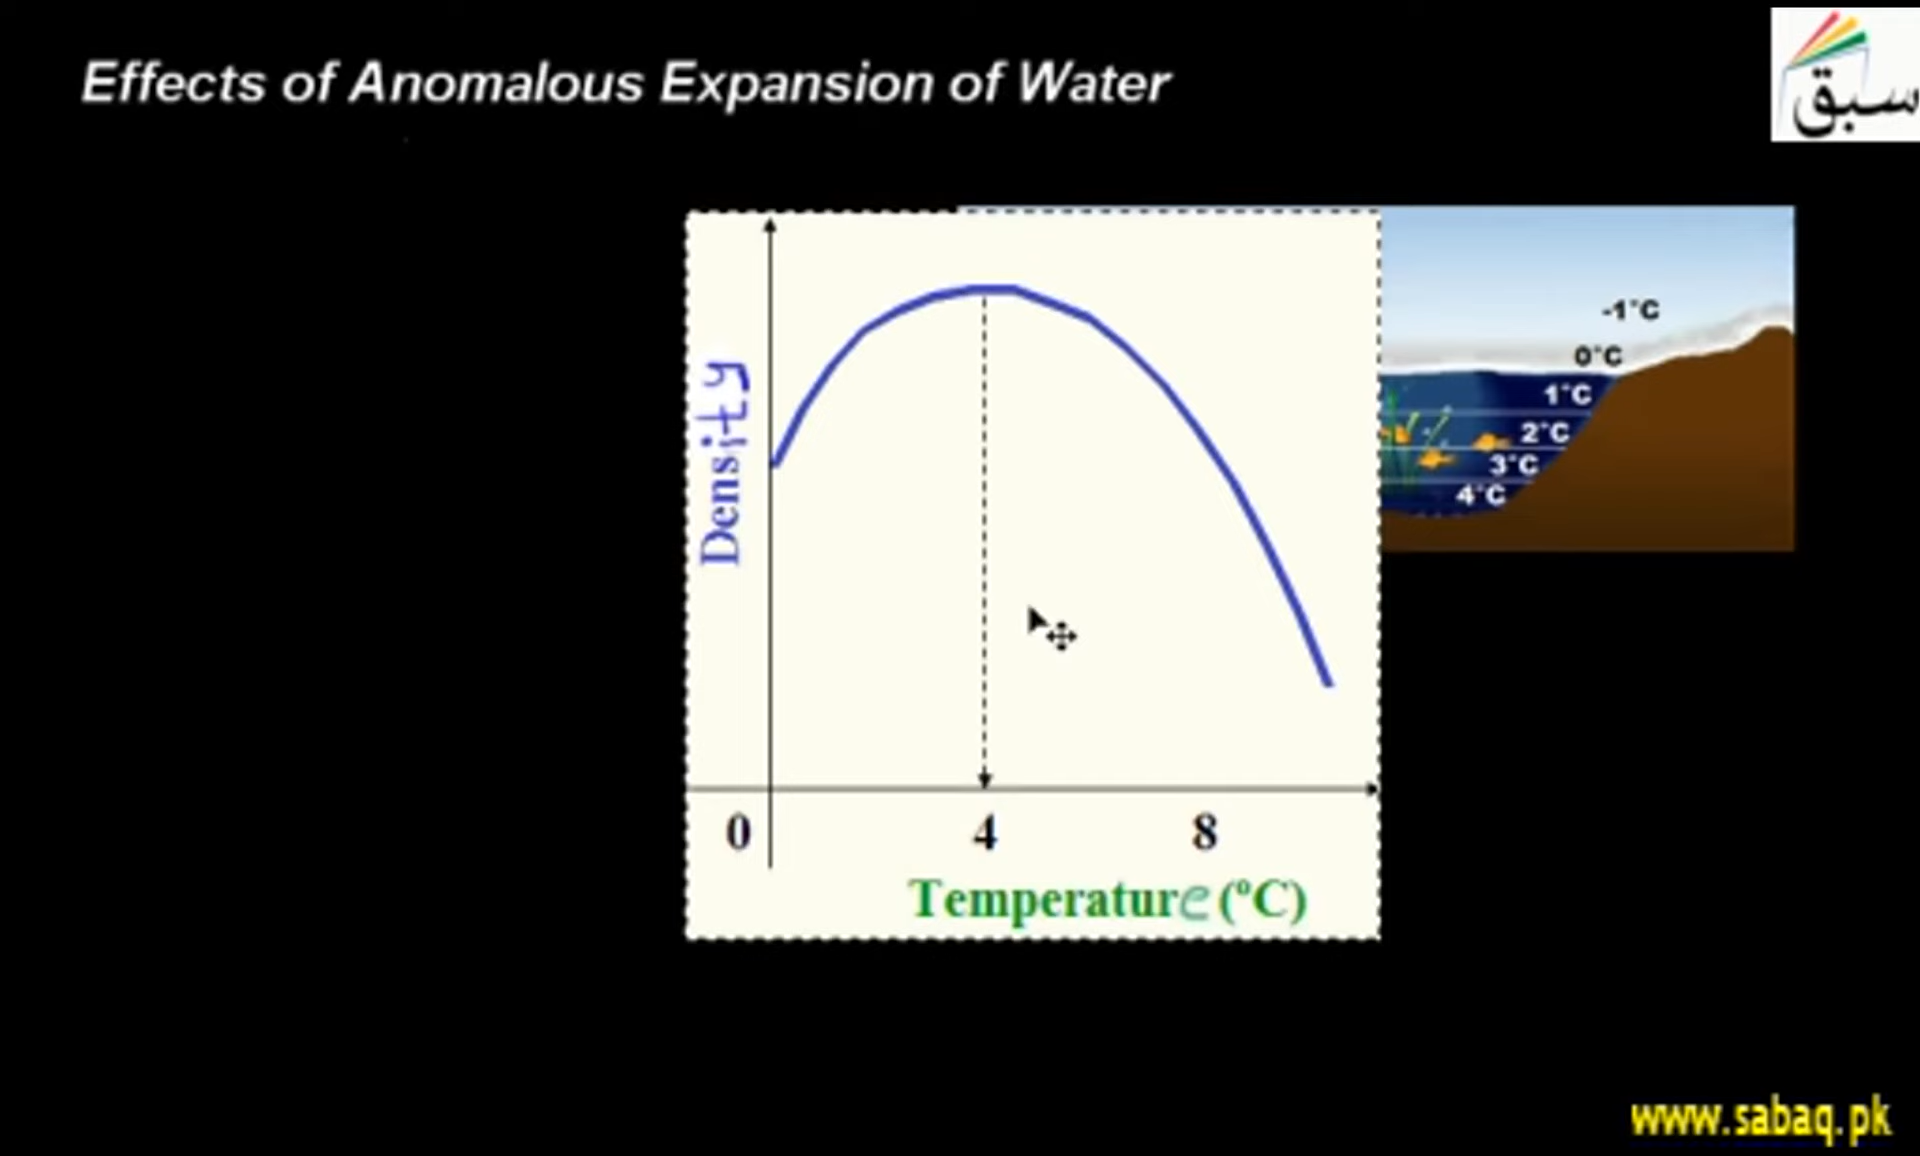 Effects of Anomalous Expansion of Water
سبق
Density
-1°C
0°C
1°C
2°C
3°C
4°C
0 4 8
Temperature (°C)
www.sabaq.pk